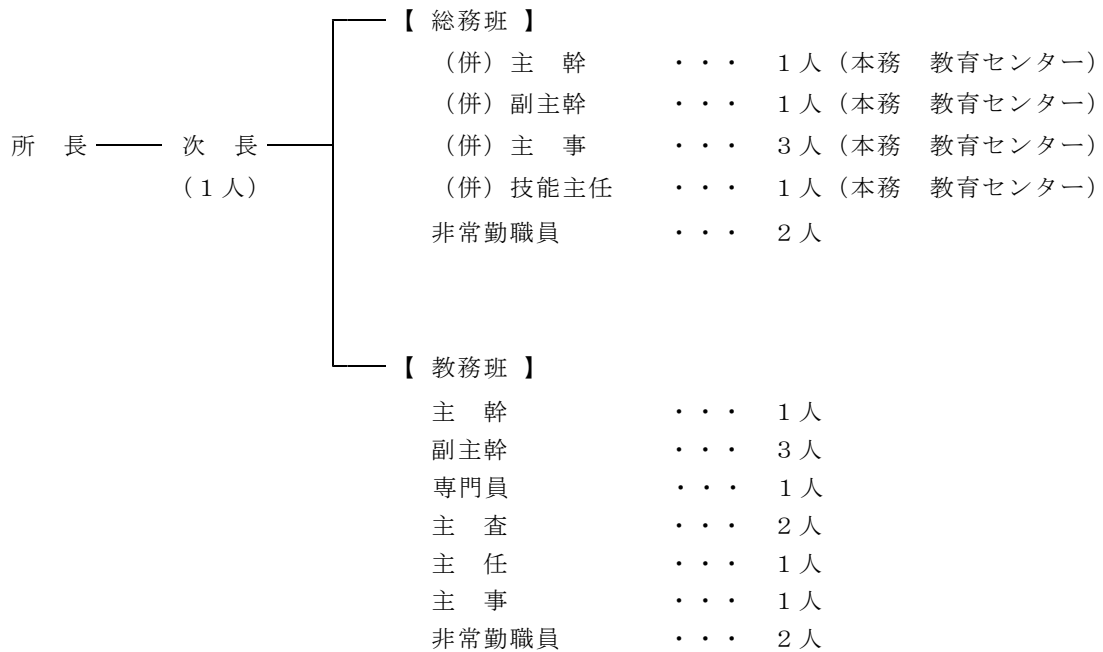 【 総務班 】
（併）主　幹　・・・　１人（本務　教育センター）
（併）副主幹　・・・　１人（本務　教育センター）
所　長　次　長　（併）主　事　・・・　３人（本務　教育センター）
（１人）　（併）技能主任　・・・　１人（本務　教育センター）
非常勤職員　・・・　２人
【 教務班 】
主　幹　・・・　１人
副主幹　・・・　３人
専門員　・・・　１人
主　査　・・・　２人
主　任　・・・　１人
主　事　・・・　１人
非常勤職員　・・・　２人